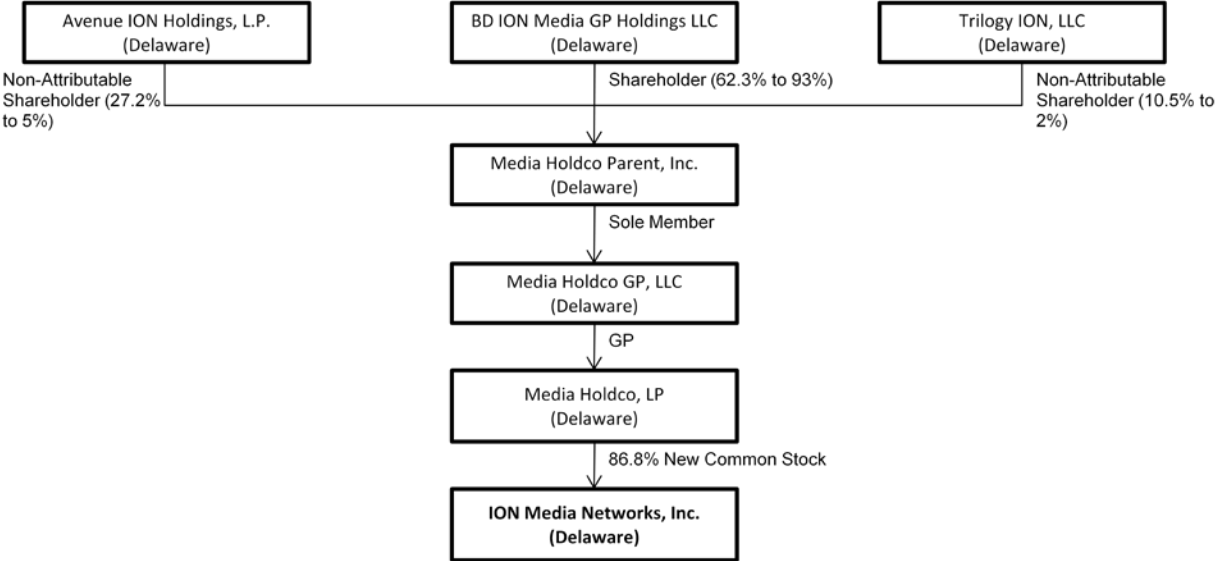 Avenue ION Holdings, L.P.
(Delaware)
BD ION Media GP Holdings LLC
(Delaware)
Trilogy ION, LLC
(Delaware)
Non-Attributable
Shareholder (27.2%
to 5%)
Shareholder (62.3% to 93%)
Non-Attributable
Shareholder (10.5% to
2%)
Media Holdco Parent, Inc.
(Delaware)
Sole Member
Media Holdco GP, LLC
(Delaware)
GP
Media Holdco, LP
(Delaware)
86.8% New Common Stock
ION Media Networks, Inc.
(Delaware)